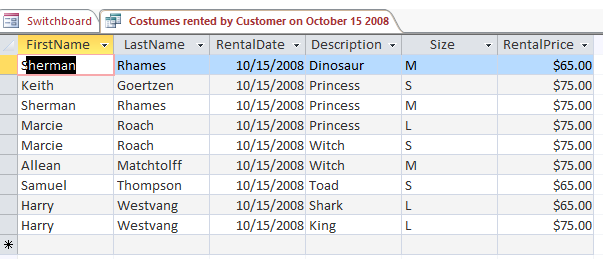 Switchboard Costumes rented by Customer on October 15 2008
FirstName LastName RentalDate Description Size RentalPrice
Sherman Rhames 10/15/2008 Dinosaur M $65.00
Keith Goertzen 10/15/2008 Princess S $75.00
Sherman Rhames 10/15/2008 Princess M $75.00
Marcie Roach 10/15/2008 Princess L $75.00
Marcie Roach 10/15/2008 Witch S $75.00
Allean Matchtolff 10/15/2008 Witch M $75.00
Samuel Thompson 10/15/2008 Toad S $65.00
Harry Westvang 10/15/2008 Shark L $65.00
Harry Westvang 10/15/2008 King L $75.00